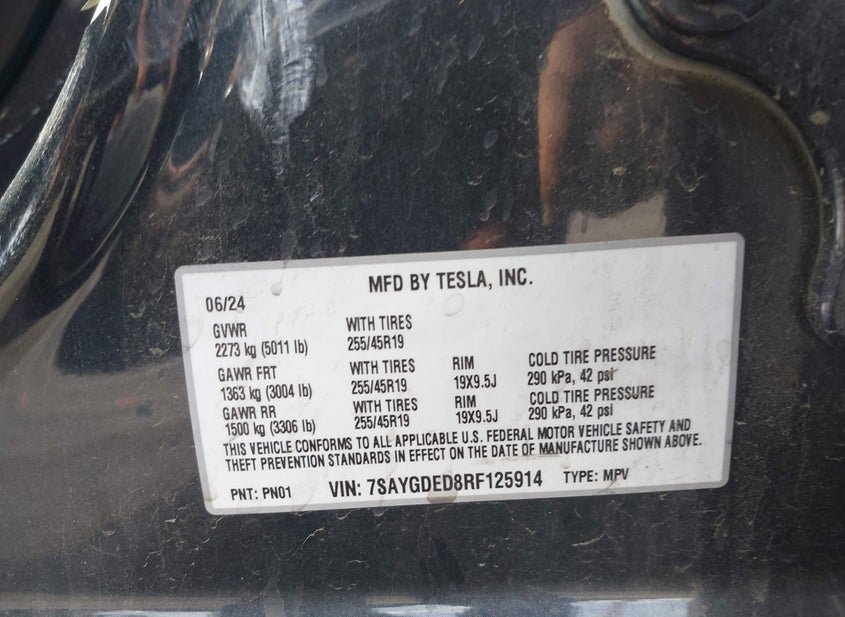 MFD BY TESLA, INC.
06/24
GVWR WITH TIRES
2273 kg (5011 lb) 255/45R19
GAWR FRT WITH TIRES RIM COLD TIRE PRESSURE
1363 kg (3004 lb) 255/45R19 19X9.5J 290 kPa, 42 psi
GAWR RR WITH TIRES RIM COLD TIRE PRESSURE
1500 kg (3306 lb) 255/45R19 19X9.5J 290 kPa, 42 psi
THIS VEHICLE CONFORMS TO ALL APPLICABLE U.S. FEDERAL MOTOR VEHICLE SAFETY AND
THEFT PREVENTION STANDARDS IN EFFECT ON THE DATE OF MANUFACTURE SHOWN ABOVE.
PNT: PN01 VIN: 7SAYGDED8RF125914 TYPE: MPV